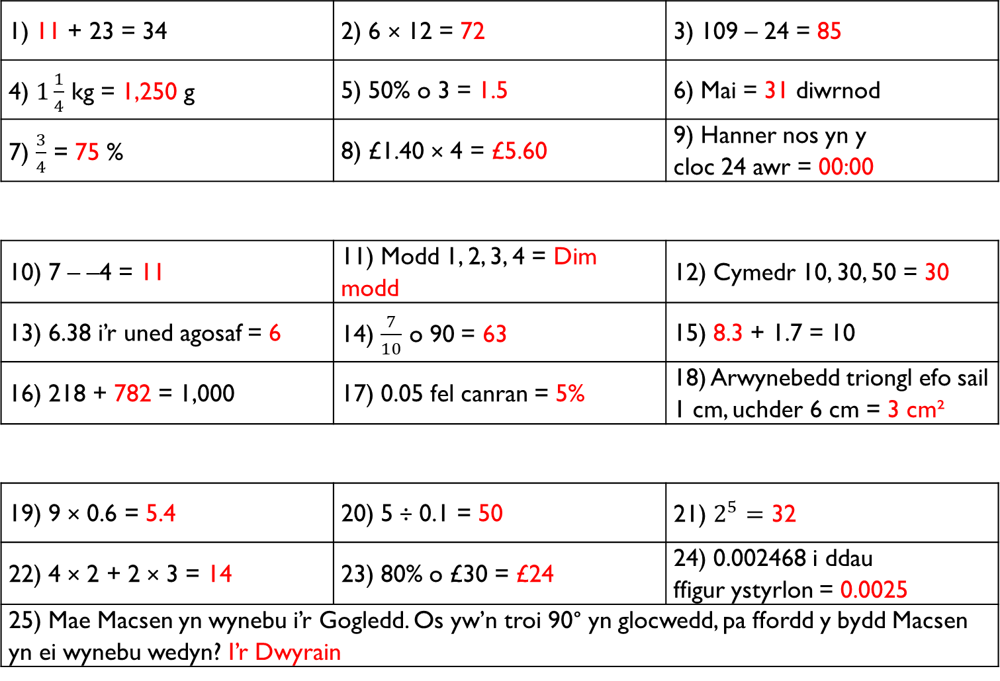 1) 11 + 23 = 34
2) 6 × 12 = 72
3) 109 – 24 = 85
4) 1 1/4 kg = 1,250 g
5) 50% o 3 = 1.5
6) Mai = 31 diwrnod
7) 3/4 = 75 %
8) £1.40 × 4 = £5.60
9) Hanner nos yn y
cloc 24 awr = 00:00
10) 7 – –4 = 11
11) Modd 1, 2, 3, 4 = Dim
modd
12) Cymedr 10, 30, 50 = 30
13) 6.38 i’r uned agosaf = 6
14) 7/10 o 90 = 63
15) 8.3 + 1.7 = 10
16) 218 + 782 = 1,000
17) 0.05 fel canran = 5%
18) Arwynebedd triongl efo sail
1 cm, uchder 6 cm = 3 cm²
19) 9 × 0.6 = 5.4
20) 5 ÷ 0.1 = 50
21) 2⁵ = 32
22) 4 × 2 + 2 × 3 = 14
23) 80% o £30 = £24
24) 0.002468 i ddau
ffigur ystyrlon = 0.0025
25) Mae Macsen yn wynebu i’r Gogledd. Os yw’n troi 90° yn glocwedd, pa ffordd y bydd Macsen
yn ei wynebu wedyn? I’r Dwyrain